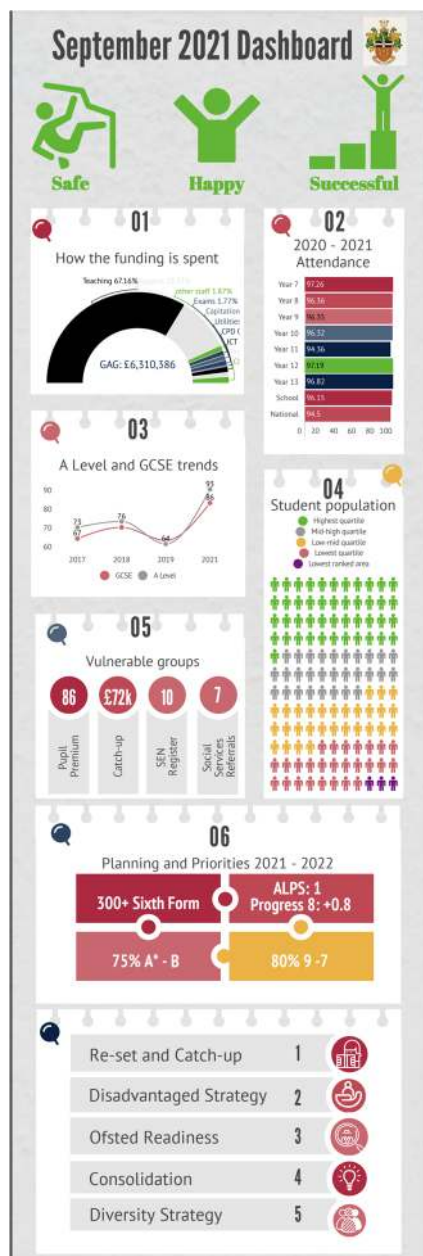 September 2021 Dashboard
Safe
Happy
Successful
01
How the funding is spent
Teaching 67.16%
other staff 1.87%
Exams 1.77%
Capitation
Utilities
CPD
ICT
GAG: £6,310,386
02
2020 - 2021
Attendance
Year 7 97.26
Year 8 96.36
Year 9 96.35
Year 10 96.32
Year 11 94.36
Year 12 97.19
Year 13 96.82
School 96.15
National 94.5
0 20 40 60 80 100
03
A Level and GCSE trends
90
80
70
60
73
67
76
64
93
86
2017 2018 2019 2021
GCSE A Level
04
Student population
Highest quartile
Mid-high quartile
Low-mid quartile
Lowest quartile
Lowest ranked area
05
Vulnerable groups
86
£72k
10
7
Pupil
Premium
Catch-up
SEN
Register
Social
Services
Referrals
06
Planning and Priorities 2021 - 2022
300+ Sixth Form
ALPS: 1
Progress 8: +0.8
75% A* - B
80% 9 -7
Re-set and Catch-up 1
Disadvantaged Strategy 2
Ofsted Readiness 3
Consolidation 4
Diversity Strategy 5